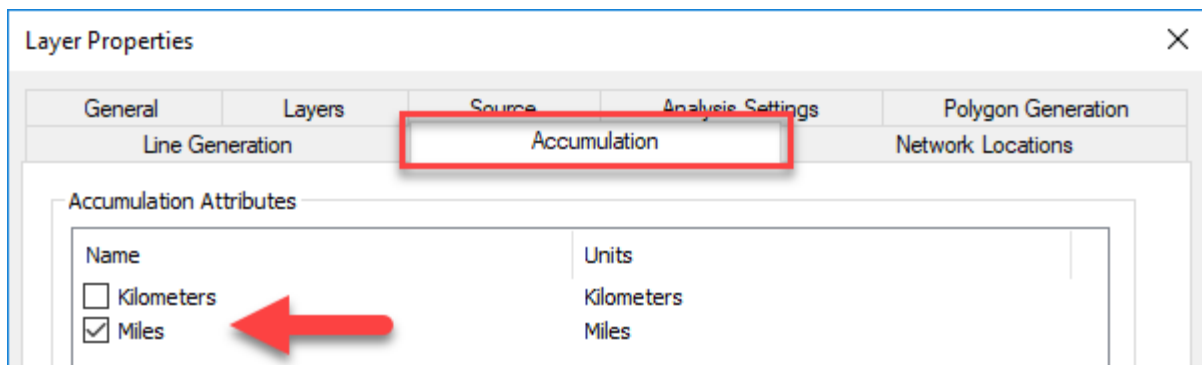 Layer Properties
General Layers Source Analysis Settings Polygon Generation
Line Generation Accumulation Network Locations
Accumulation Attributes
Name Units
Kilometers Kilometers
Miles Miles